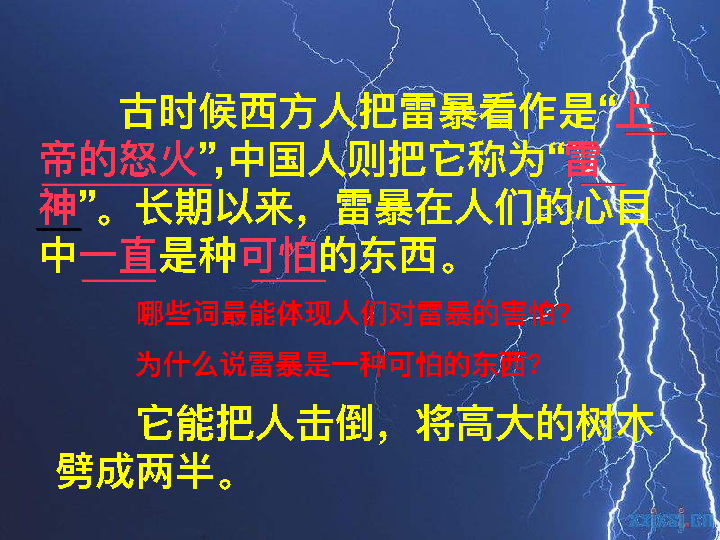 古时候西方人把雷暴看作是“上
帝的怒火”,中国人则把它称为“雷
神”。长期以来，雷暴在人们的心目
中一直是种可怕的东西。
哪些词最能体现人们对雷暴的害怕?
为什么说雷暴是一种可怕的东西?
它能把人击倒，将高大的树木
劈成两半。